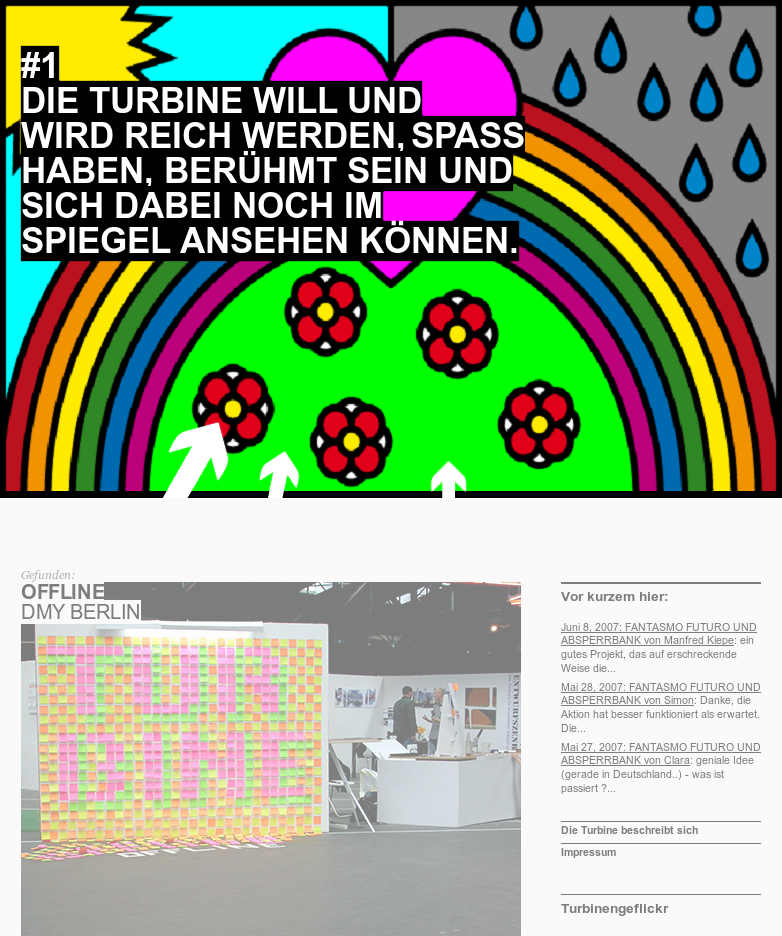 #1
DIE TURBINE WILL UND
WIRD REICH WERDEN, SPASS
HABEN, BERÜHMT SEIN UND
SICH DABEI NOCH IM
SPIEGEL ANSEHEN KÖNNEN.
Gefunden:
OFFLINE
DMY BERLIN
ENTWURFSZENE
Vor kurzem hier:
Juni 8, 2007: FANTASMO FUTURO UND
ABSPERRBANK von Manfred Kiepe: ein
gutes Projekt, das auf erschreckende
Weise die...
Mai 28, 2007: FANTASMO FUTURO UND
ABSPERRBANK von Simon: Danke, die
Aktion hat besser funktioniert als erwartet.
Die...
Mai 27, 2007: FANTASMO FUTURO UND
ABSPERRBANK von Clara: geniale Idee
(gerade in Deutschland..) - was ist
passiert ?...
Die Turbine beschreibt sich
Impressum
Turbinengeflickr